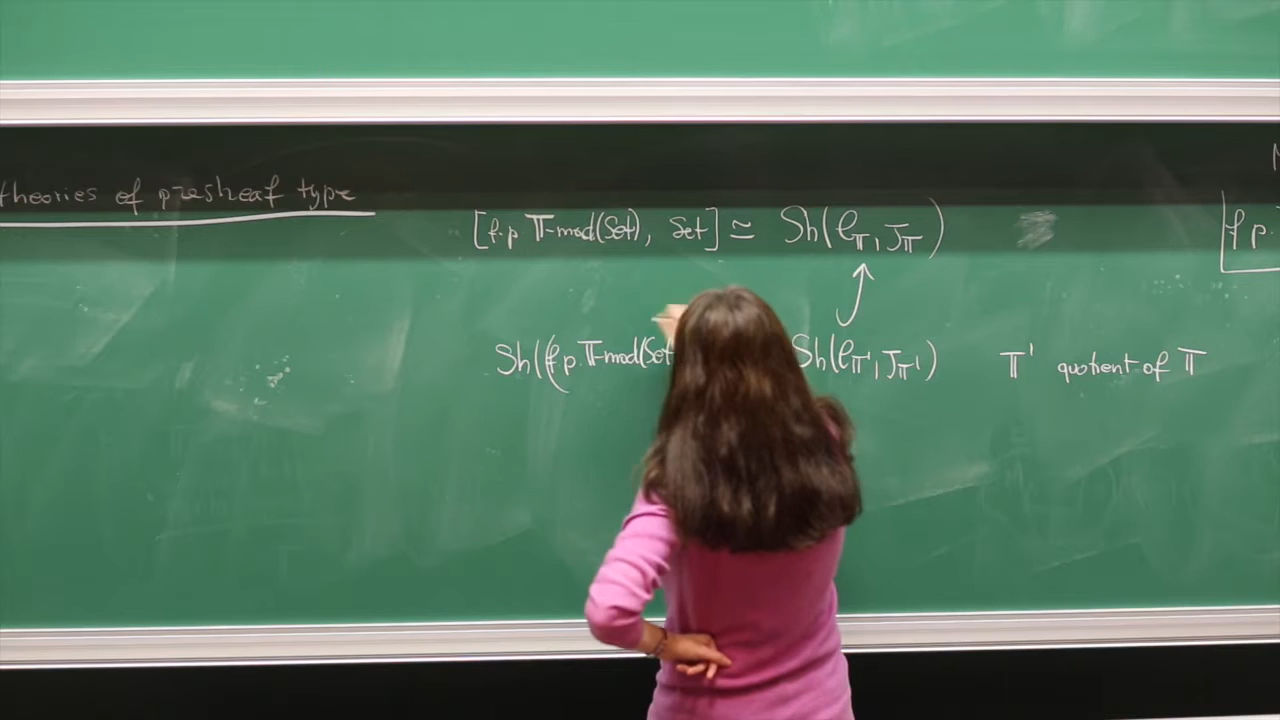 theories of presheaf type
[f.p 𝕋-mod(Set), Set] ≃ Sh(𝒞_𝕋, J_𝕋)
f p.
Sh((f p 𝕋-mod(Set Sh(𝒞_𝕋', J_𝕋') 𝕋' quotient of 𝕋